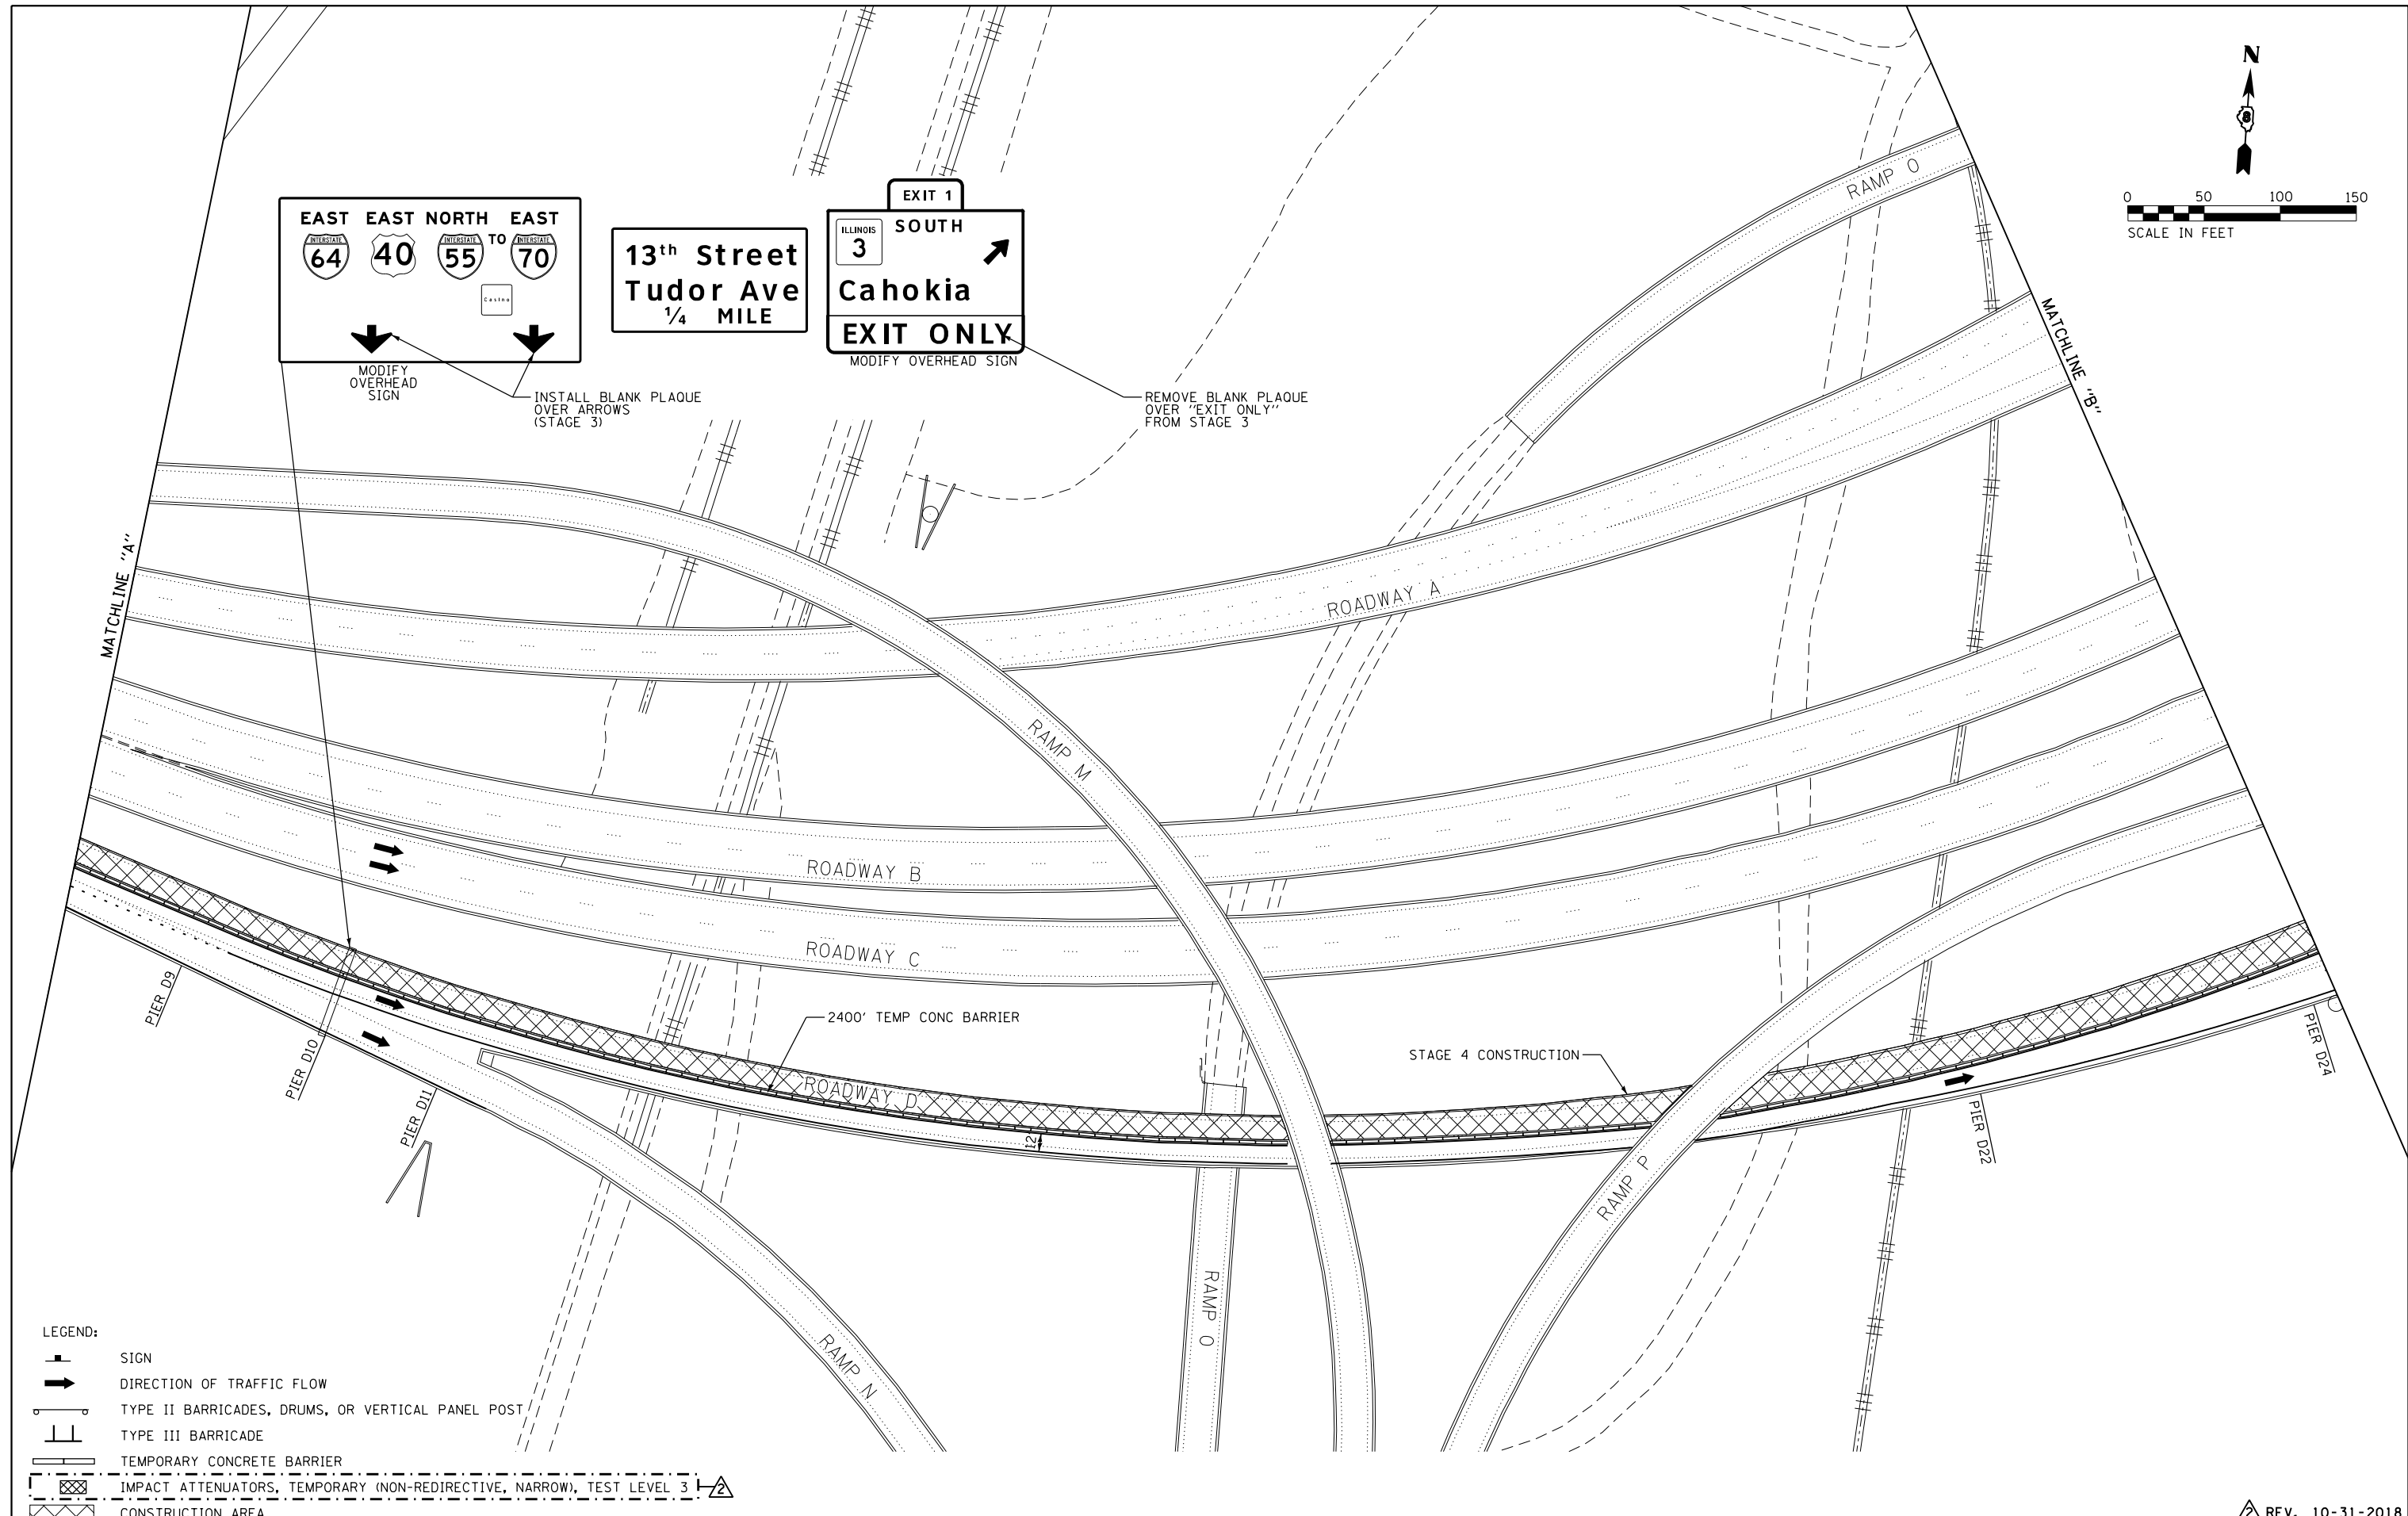 N
8
0 50 100 150
SCALE IN FEET
EXIT 1
EAST EAST NORTH EAST
INTERSTATE 64 40 INTERSTATE 55 TO INTERSTATE 70
Casino
MODIFY
OVERHEAD
SIGN
INSTALL BLANK PLAQUE
OVER ARROWS
(STAGE 3)
13th Street
Tudor Ave
1/4 MILE
ILLINOIS
3
SOUTH
Cahokia
EXIT ONLY
MODIFY OVERHEAD SIGN
REMOVE BLANK PLAQUE
OVER "EXIT ONLY"
FROM STAGE 3
RAMP O
MATCHLINE "B"
MATCHLINE "A"
ROADWAY A
RAMP M
ROADWAY B
ROADWAY C
PIER D9
PIER D10
PIER D11
2400' TEMP CONC BARRIER
STAGE 4 CONSTRUCTION
ROADWAY D
12'
PIER D24
PIER D22
RAMP P
RAMP O
RAMP N
LEGEND:
SIGN
DIRECTION OF TRAFFIC FLOW
TYPE II BARRICADES, DRUMS, OR VERTICAL PANEL POST
TYPE III BARRICADE
TEMPORARY CONCRETE BARRIER
IMPACT ATTENUATORS, TEMPORARY (NON-REDIRECTIVE, NARROW), TEST LEVEL 3 2
CONSTRUCTION AREA
2 REV. 10-31-2018